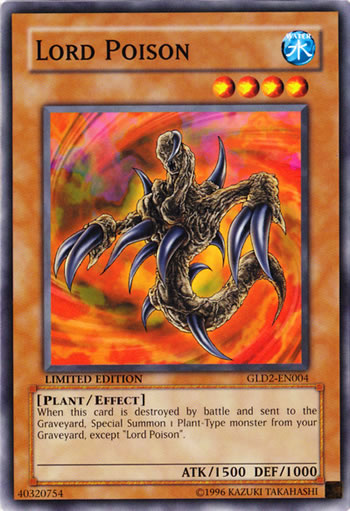 LORD POISON
WATER
水
LIMITED EDITION
GLD2-EN004
[PLANT/EFFECT]
When this card is destroyed by battle and sent to the
Graveyard, Special Summon 1 Plant-Type monster from your
Graveyard, except "Lord Poison".
ATK/1500 DEF/1000
40320754
©1996 KAZUKI TAKAHASHI